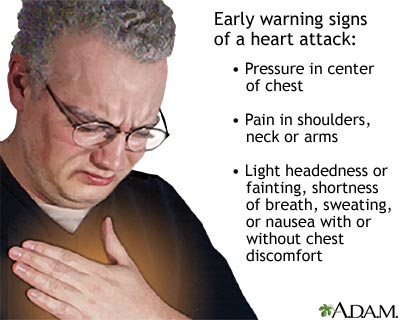 Early warning signs
of a heart attack:
• Pressure in center
of chest
• Pain in shoulders,
neck or arms
• Light headedness or
fainting, shortness
of breath, sweating,
or nausea with or
without chest
discomfort
ADAM.